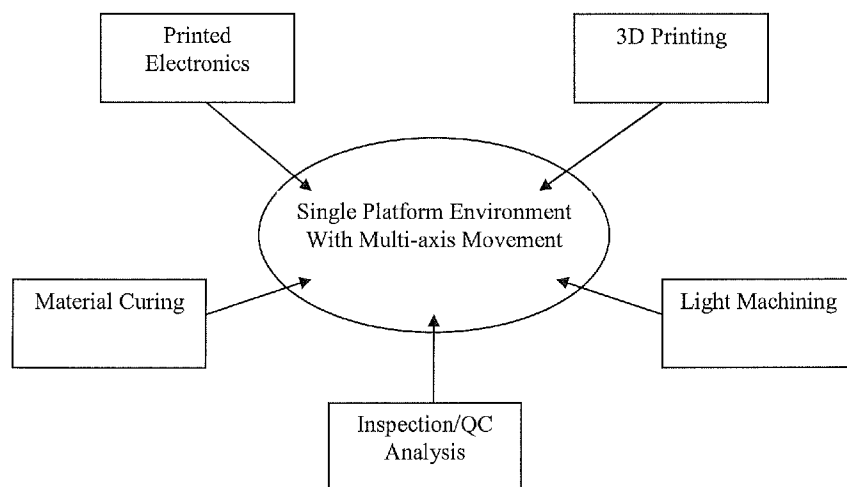 Printed
Electronics
3D Printing
Single Platform Environment
With Multi-axis Movement
Material Curing
Light Machining
Inspection/QC
Analysis